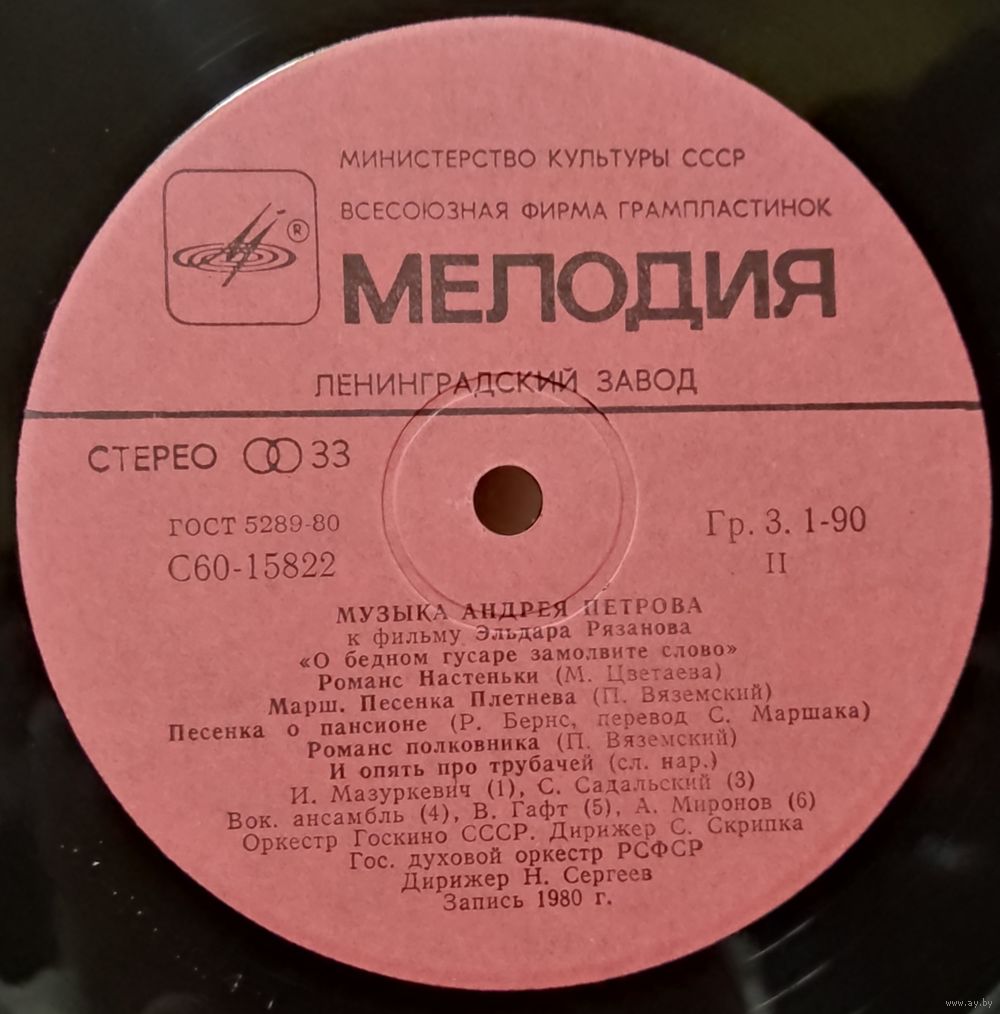 МИНИСТЕРСТВО КУЛЬТУРЫ СССР
ВСЕСОЮЗНАЯ ФИРМА ГРАМПЛАСТИНОК
®
МЕЛОДИЯ
ЛЕНИНГРАДСКИЙ ЗАВОД
СТЕРЕО 33
ГОСТ 5289-80
Гр. 3. 1-90
С60-15822
II
МУЗЫКА АНДРЕЯ ПЕТРОВА
к фильму Эльдара Рязанова
«О бедном гусаре замолвите слово»
Романс Настеньки (М. Цветаева)
Марш. Песенка Плетнева (П. Вяземский)
Песенка о пансионе (Р. Бернс, перевод С. Маршака)
Романс полковника (П. Вяземский)
И опять про трубачей (сл. нар.)
И. Мазуркевич (1), С. Садальский (3)
Вок. ансамбль (4), В. Гафт (5), А. Миронов (6)
Оркестр Госкино СССР. Дирижер С. Скрипка
Гос. духовой оркестр РСФСР
Дирижер Н. Сергеев
Запись 1980 г.
www.ay.by